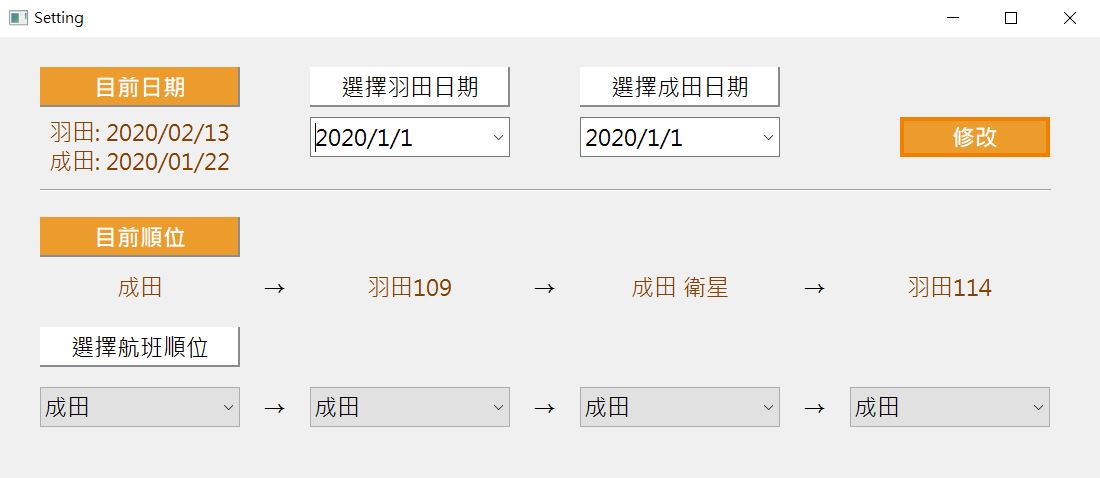 Setting
目前日期
選擇羽田日期
選擇成田日期
羽田: 2020/02/13
2020/1/1
2020/1/1
修改
成田: 2020/01/22
目前順位
成田 → 羽田109 → 成田 衛星 → 羽田114
選擇航班順位
成田 → 成田 → 成田 → 成田